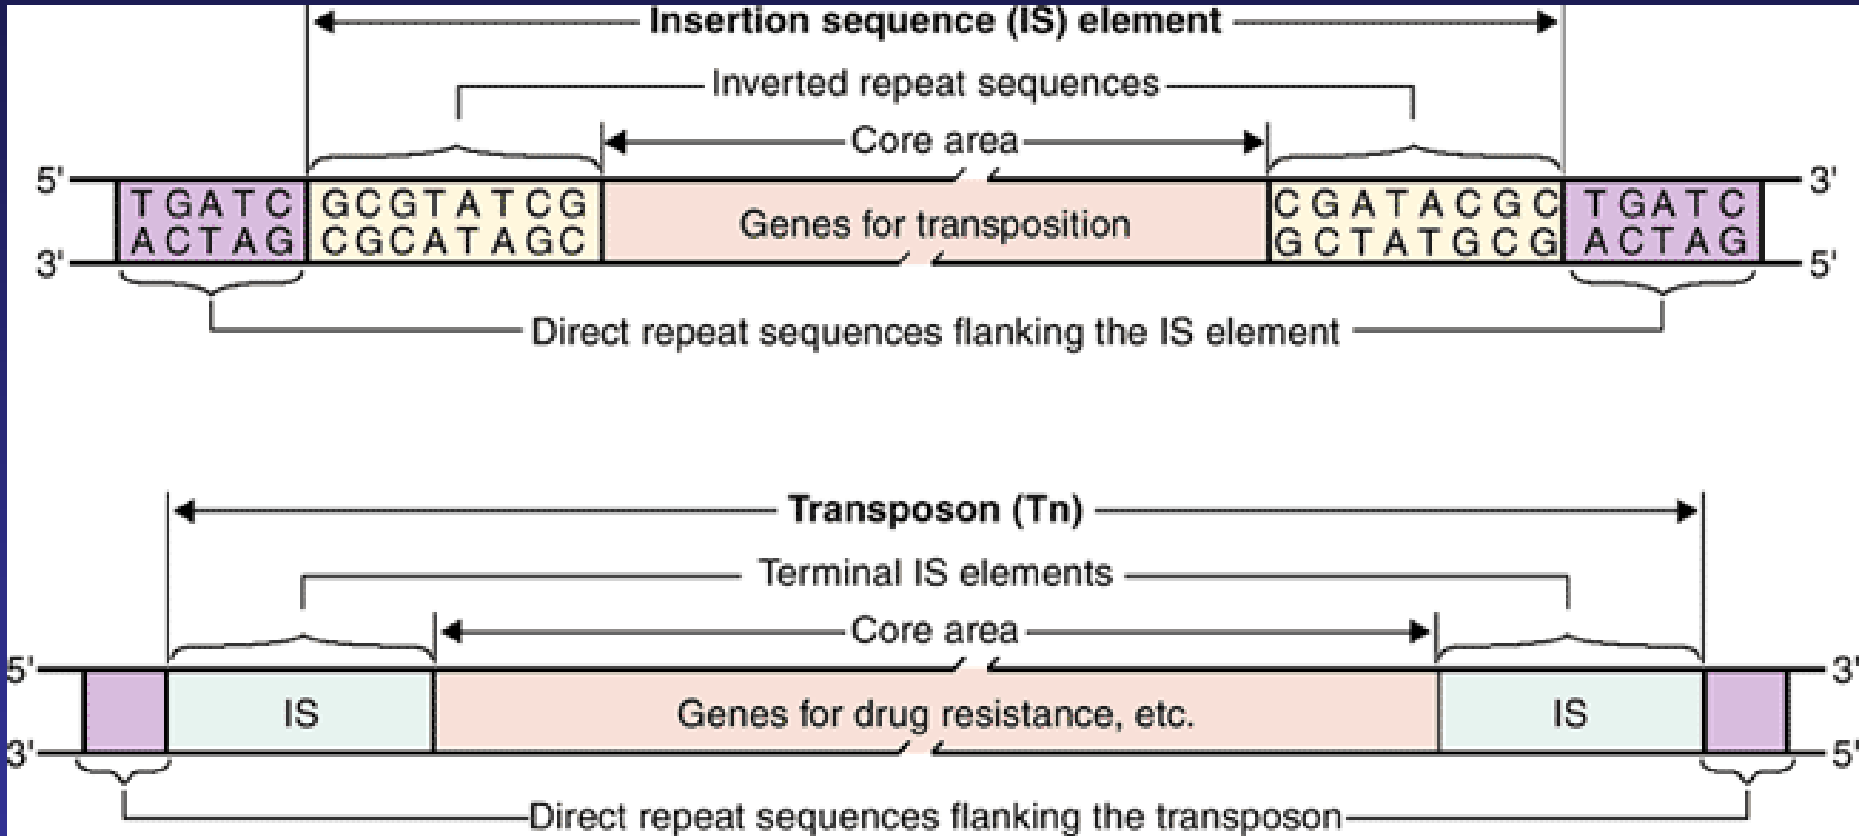 Insertion sequence (IS) element
Inverted repeat sequences
Core area
5' 3'
TGATC GCGTATCG Genes for transposition CGATACGC TGATC
ACTAG CGCATAGC GCTATGCG ACTAG
3' 5'
Direct repeat sequences flanking the IS element
Transposon (Tn)
Terminal IS elements
Core area
5' 3'
IS Genes for drug resistance, etc. IS
3' 5'
Direct repeat sequences flanking the transposon